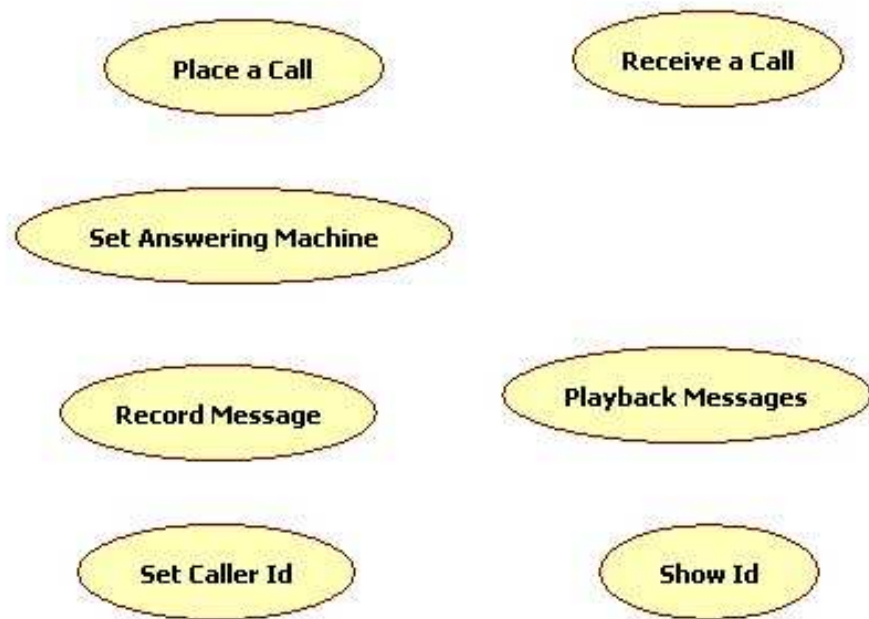 Place a Call
Receive a Call
Set Answering Machine
Record Message
Playback Messages
Set Caller Id
Show Id